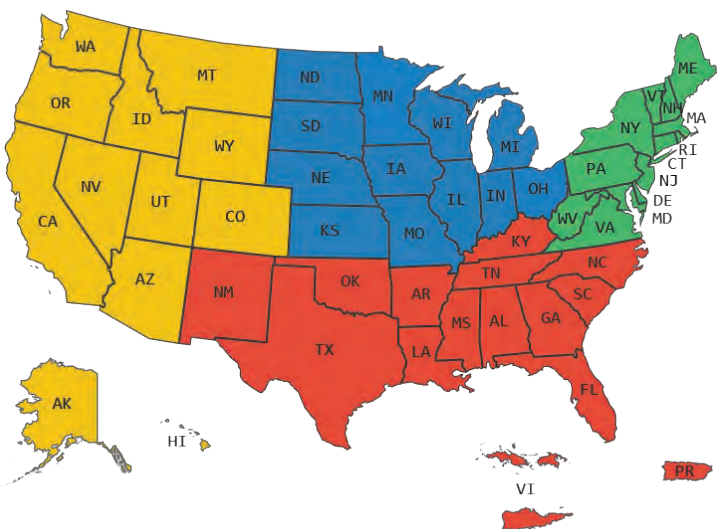 WA
MT
ND
MN
ME
OR
ID
SD
WI
MI
VT
NH
NY
MA
WY
RI
CT
NV
UT
CO
NE
IA
IL
IN
OH
PA
NJ
DE
MD
CA
KS
MO
WV
VA
KY
AZ
NM
OK
AR
TN
NC
SC
TX
LA
MS
AL
GA
FL
AK
HI
VI
PR